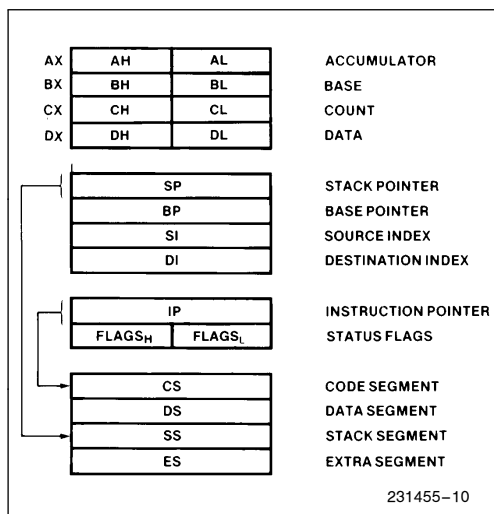 AX AH AL ACCUMULATOR
BX BH BL BASE
CX CH CL COUNT
DX DH DL DATA
SP STACK POINTER
BP BASE POINTER
SI SOURCE INDEX
DI DESTINATION INDEX
IP INSTRUCTION POINTER
FLAGSH FLAGSL STATUS FLAGS
CS CODE SEGMENT
DS DATA SEGMENT
SS STACK SEGMENT
ES EXTRA SEGMENT
231455–10